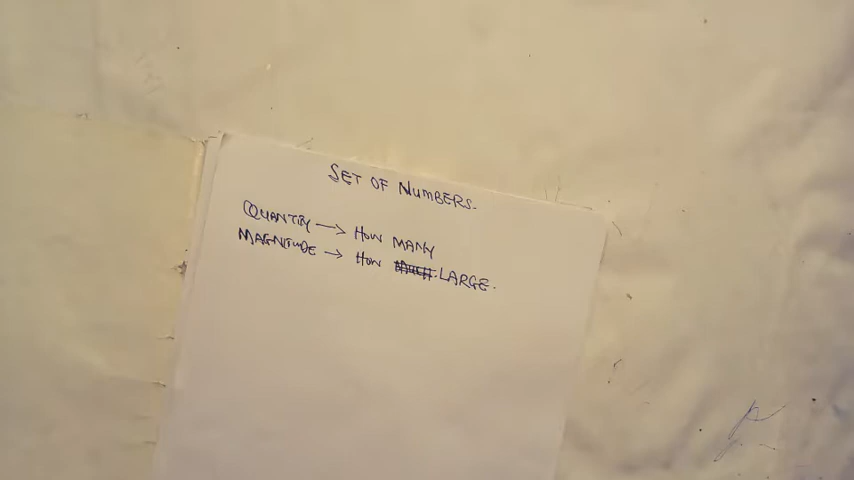 SET OF NUMBERS.
QUANTITY → HOW MANY
MAGNITUDE → HOW LARGE.